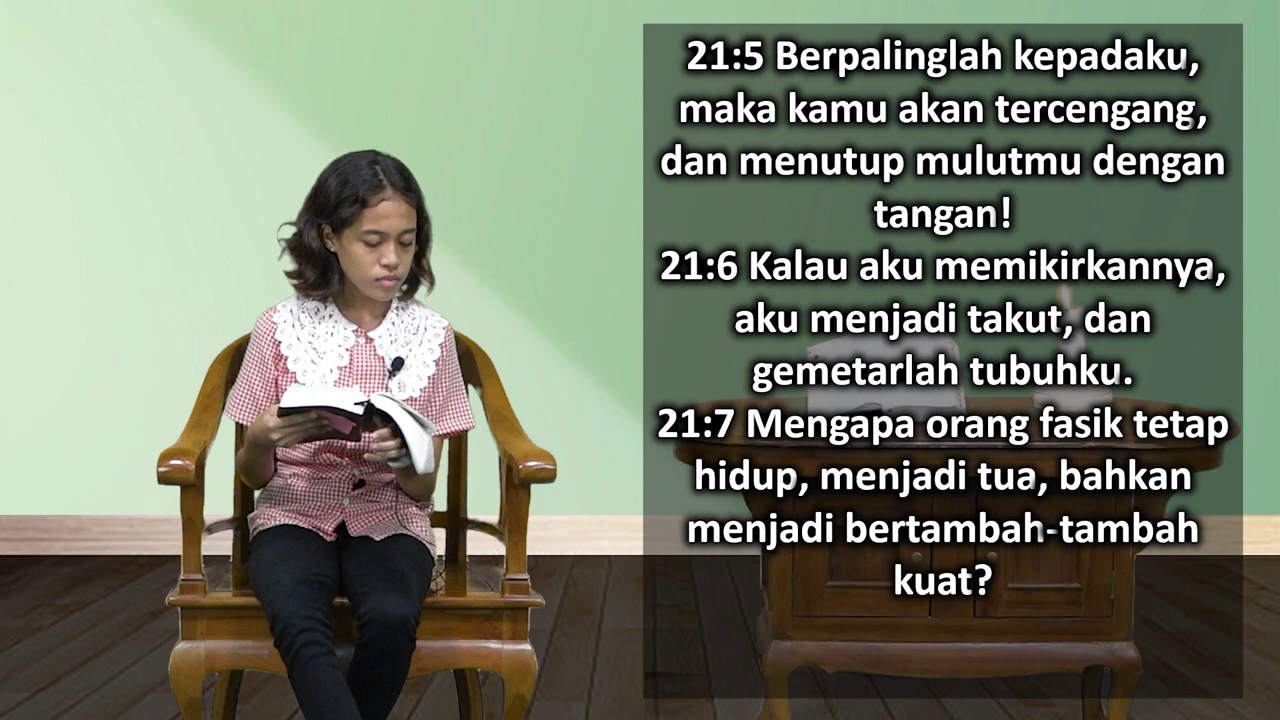 21:5 Berpalinglah kepadaku,
maka kamu akan tercengang,
dan menutup mulutmu dengan
tangan!
21:6 Kalau aku memikirkannya,
aku menjadi takut, dan
gemetarlah tubuhku.
21:7 Mengapa orang fasik tetap
hidup, menjadi tua, bahkan
menjadi bertambah-tambah
kuat?